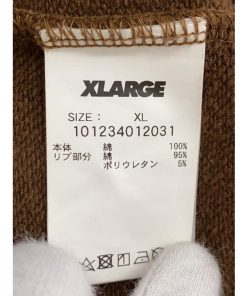 XLARGE
SIZE： XL
101234012031
本体 綿 100%
リブ部分 綿 95%
ポリウレタン 5%